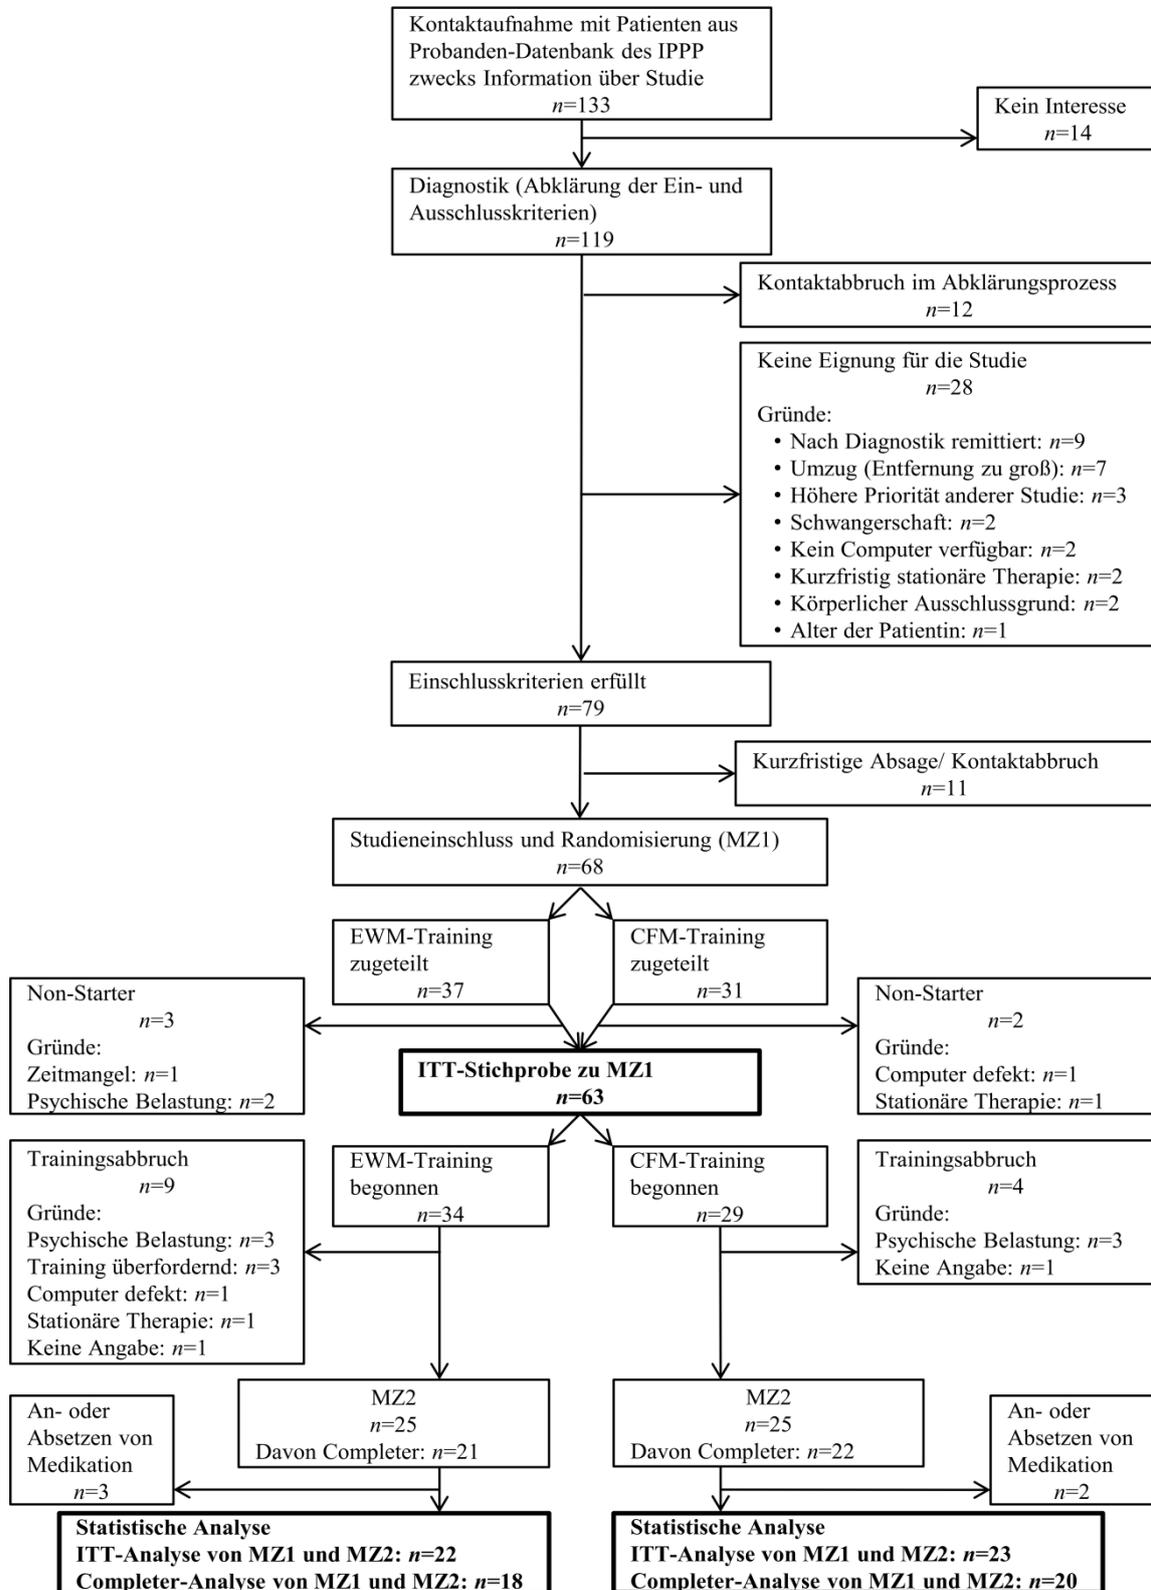 Kontaktaufnahme mit Patienten aus
Probanden-Datenbank des IPPP
zwecks Information über Studie
n=133
Kein Interesse
n=14
Diagnostik (Abklärung der Ein- und
Ausschlusskriterien)
n=119
Kontaktabbruch im Abklärungsprozess
n=12
Keine Eignung für die Studie
n=28
Gründe:
• Nach Diagnostik remittiert: n=9
• Umzug (Entfernung zu groß): n=7
• Höhere Priorität anderer Studie: n=3
• Schwangerschaft: n=2
• Kein Computer verfügbar: n=2
• Kurzfristig stationäre Therapie: n=2
• Körperlicher Ausschlussgrund: n=2
• Alter der Patientin: n=1
Einschlusskriterien erfüllt
n=79
Kurzfristige Absage/ Kontaktabbruch
n=11
Studieneinschluss und Randomisierung (MZ1)
n=68
EWM-Training
zugeteilt
n=37
CFM-Training
zugeteilt
n=31
Non-Starter
n=3
Gründe:
Zeitmangel: n=1
Psychische Belastung: n=2
Non-Starter
n=2
Gründe:
Computer defekt: n=1
Stationäre Therapie: n=1
ITT-Stichprobe zu MZ1
n=63
EWM-Training
begonnen
n=34
CFM-Training
begonnen
n=29
Trainingsabbruch
n=9
Gründe:
Psychische Belastung: n=3
Training überfordernd: n=3
Computer defekt: n=1
Stationäre Therapie: n=1
Keine Angabe: n=1
Trainingsabbruch
n=4
Gründe:
Psychische Belastung: n=3
Keine Angabe: n=1
MZ2
n=25
Davon Completer: n=21
MZ2
n=25
Davon Completer: n=22
An- oder
Absetzen von
Medikation
n=3
An- oder
Absetzen von
Medikation
n=2
Statistische Analyse
ITT-Analyse von MZ1 und MZ2: n=22
Completer-Analyse von MZ1 und MZ2: n=18
Statistische Analyse
ITT-Analyse von MZ1 und MZ2: n=23
Completer-Analyse von MZ1 und MZ2: n=20